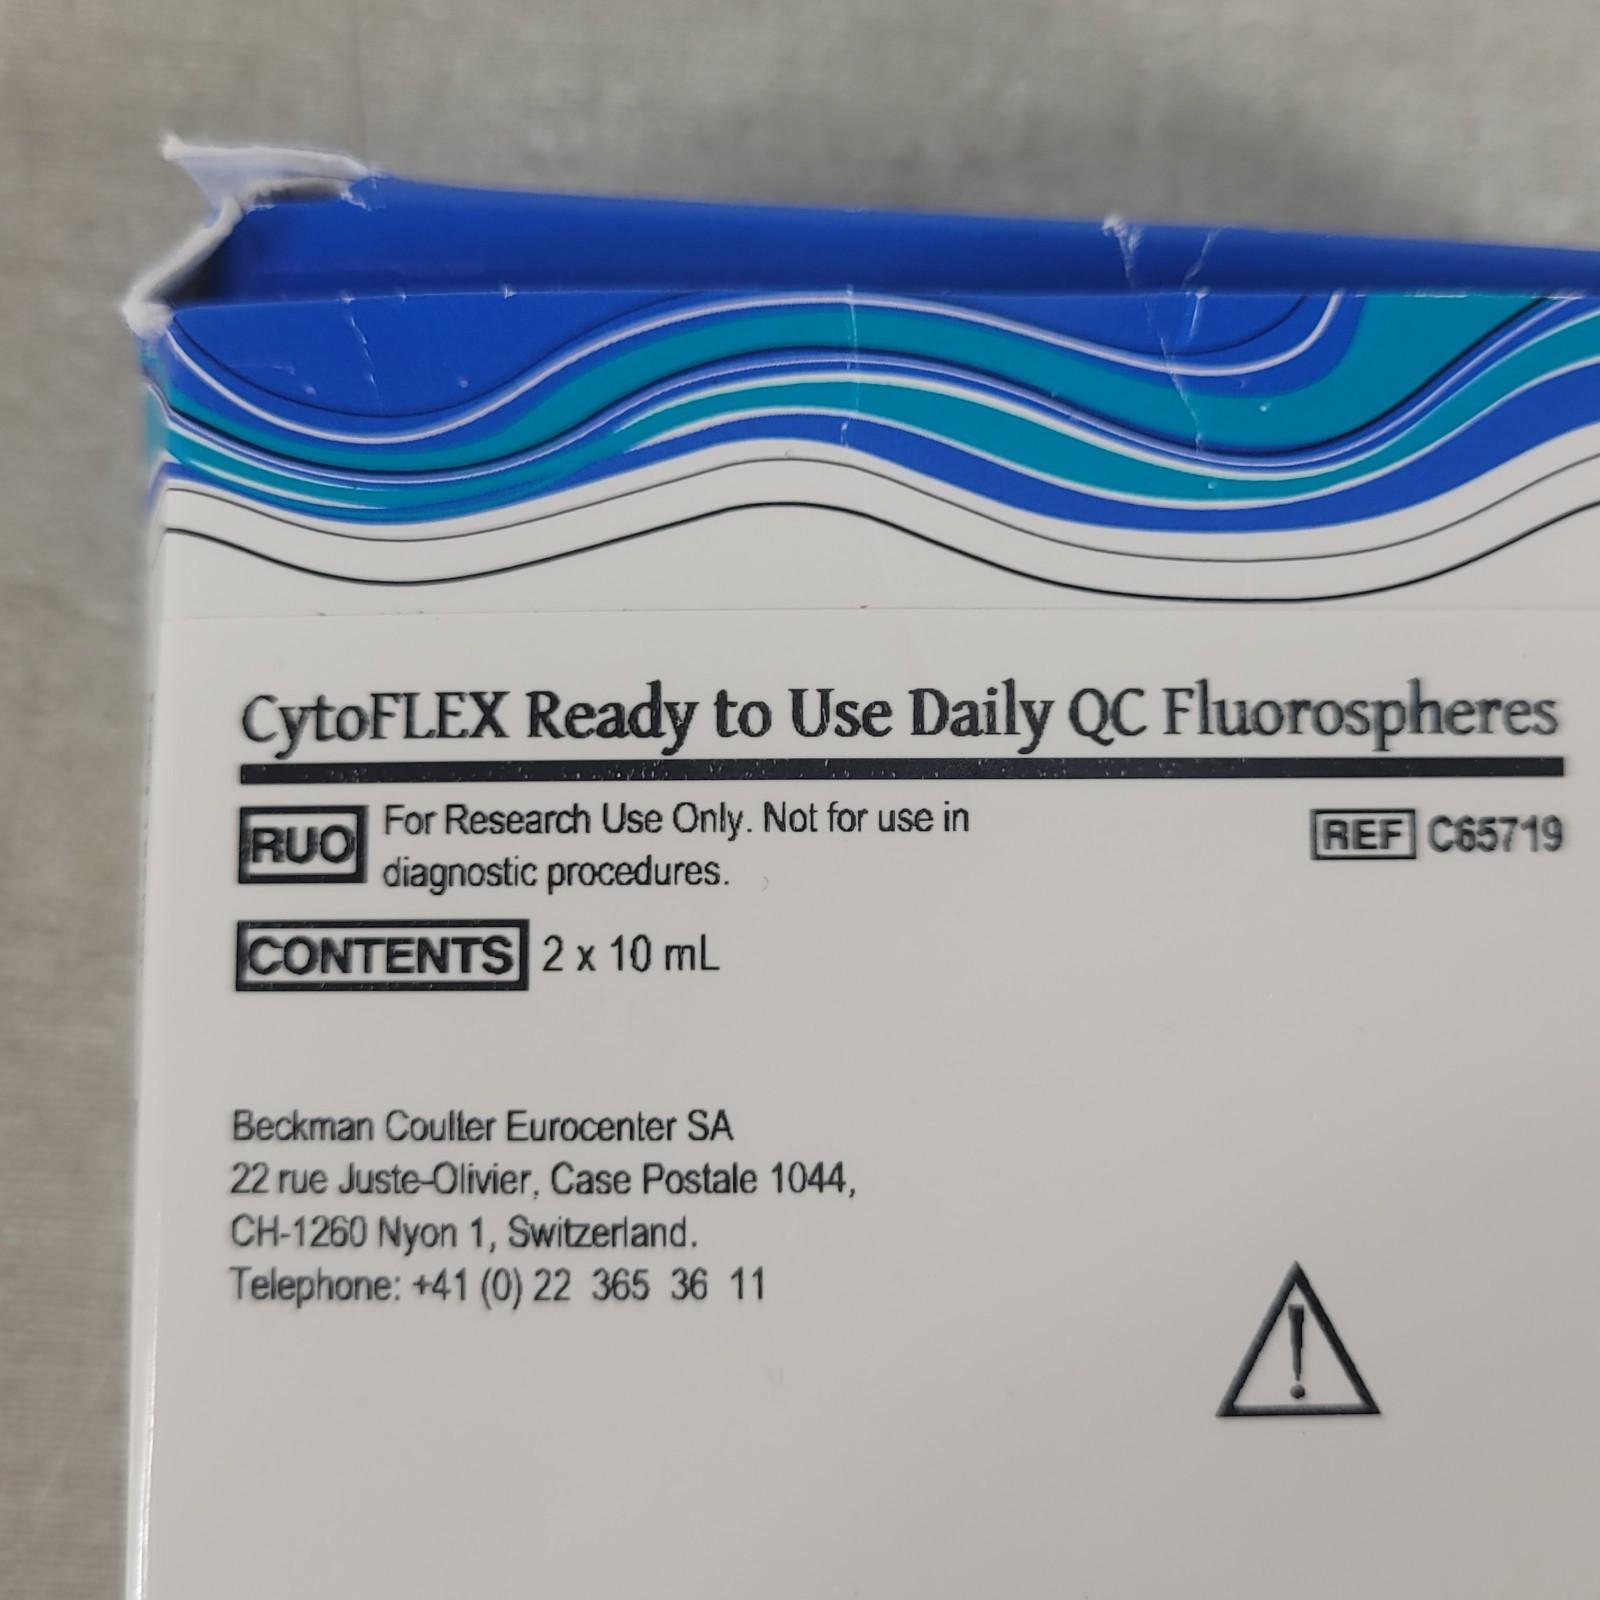 CytoFLEX Ready to Use Daily QC Fluorospheres
RUO For Research Use Only. Not for use in
diagnostic procedures.
REF C65719
CONTENTS 2 x 10 mL
Beckman Coulter Eurocenter SA
22 rue Juste-Olivier, Case Postale 1044,
CH-1260 Nyon 1, Switzerland.
Telephone: +41 (0) 22 365 36 11
!